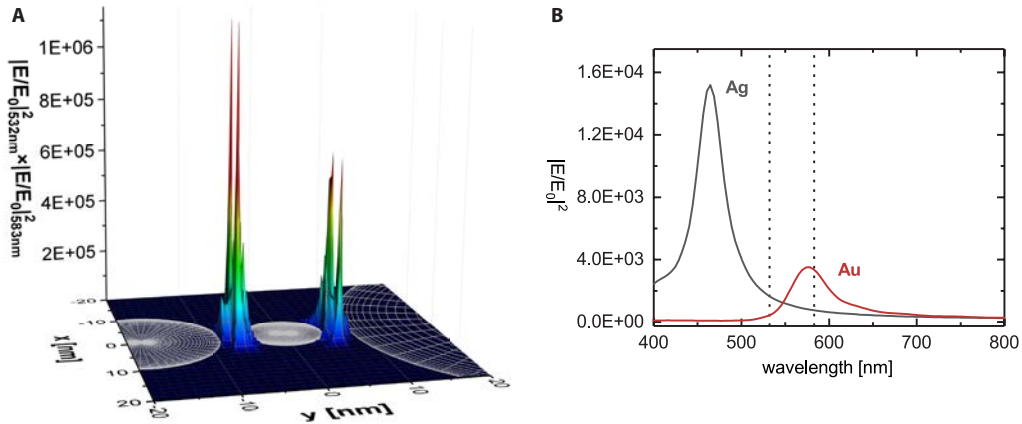 A
|E/E₀|²532nm×|E/E₀|²583nm
1E+06
8E+05
6E+05
4E+05
2E+05
-20
-10
0
10
20
x [nm]
-20
-10
0
10
20
y [nm]
B
|E/E₀|²
1.6E+04
1.2E+04
8.0E+03
4.0E+03
0.0E+00
Ag
Au
400 500 600 700 800
wavelength [nm]